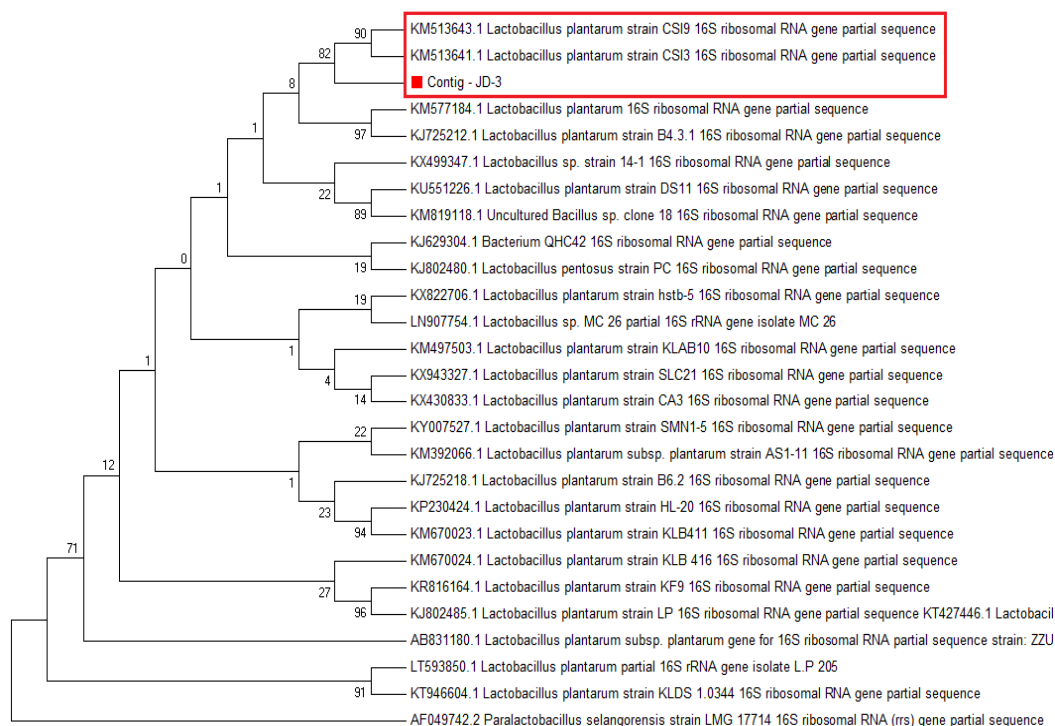 90
KM513643.1 Lactobacillus plantarum strain CSI9 16S ribosomal RNA gene partial sequence
82
KM513641.1 Lactobacillus plantarum strain CSI3 16S ribosomal RNA gene partial sequence
8
Contig - JD-3
KM577184.1 Lactobacillus plantarum 16S ribosomal RNA gene partial sequence
1
97
KJ725212.1 Lactobacillus plantarum strain B4.3.1 16S ribosomal RNA gene partial sequence
KX499347.1 Lactobacillus sp. strain 14-1 16S ribosomal RNA gene partial sequence
1
22
KU551226.1 Lactobacillus plantarum strain DS11 16S ribosomal RNA gene partial sequence
89
KM819118.1 Uncultured Bacillus sp. clone 18 16S ribosomal RNA gene partial sequence
KJ629304.1 Bacterium QHC42 16S ribosomal RNA gene partial sequence
0
19
KJ802480.1 Lactobacillus pentosus strain PC 16S ribosomal RNA gene partial sequence
19
KX822706.1 Lactobacillus plantarum strain hstb-5 16S ribosomal RNA gene partial sequence
LN907754.1 Lactobacillus sp. MC 26 partial 16S rRNA gene isolate MC 26
1
1
KM497503.1 Lactobacillus plantarum strain KLAB10 16S ribosomal RNA gene partial sequence
4
KX943327.1 Lactobacillus plantarum strain SLC21 16S ribosomal RNA gene partial sequence
14
KX430833.1 Lactobacillus plantarum strain CA3 16S ribosomal RNA gene partial sequence
22
KY007527.1 Lactobacillus plantarum strain SMN1-5 16S ribosomal RNA gene partial sequence
KM392066.1 Lactobacillus plantarum subsp. plantarum strain AS1-11 16S ribosomal RNA gene partial sequence
12
1
KJ725218.1 Lactobacillus plantarum strain B6.2 16S ribosomal RNA gene partial sequence
23
KP230424.1 Lactobacillus plantarum strain HL-20 16S ribosomal RNA gene partial sequence
94
KM670023.1 Lactobacillus plantarum strain KLB411 16S ribosomal RNA gene partial sequence
71
KM670024.1 Lactobacillus plantarum strain KLB 416 16S ribosomal RNA gene partial sequence
27
KR816164.1 Lactobacillus plantarum strain KF9 16S ribosomal RNA gene partial sequence
96
KJ802485.1 Lactobacillus plantarum strain LP 16S ribosomal RNA gene partial sequence KT427446.1 Lactobacil
AB831180.1 Lactobacillus plantarum subsp. plantarum gene for 16S ribosomal RNA partial sequence strain: ZZU
LT593850.1 Lactobacillus plantarum partial 16S rRNA gene isolate L.P 205
91
KT946604.1 Lactobacillus plantarum strain KLDS 1.0344 16S ribosomal RNA gene partial sequence
AF049742.2 Paralactobacillus selangorensis strain LMG 17714 16S ribosomal RNA (rrs) gene partial sequence